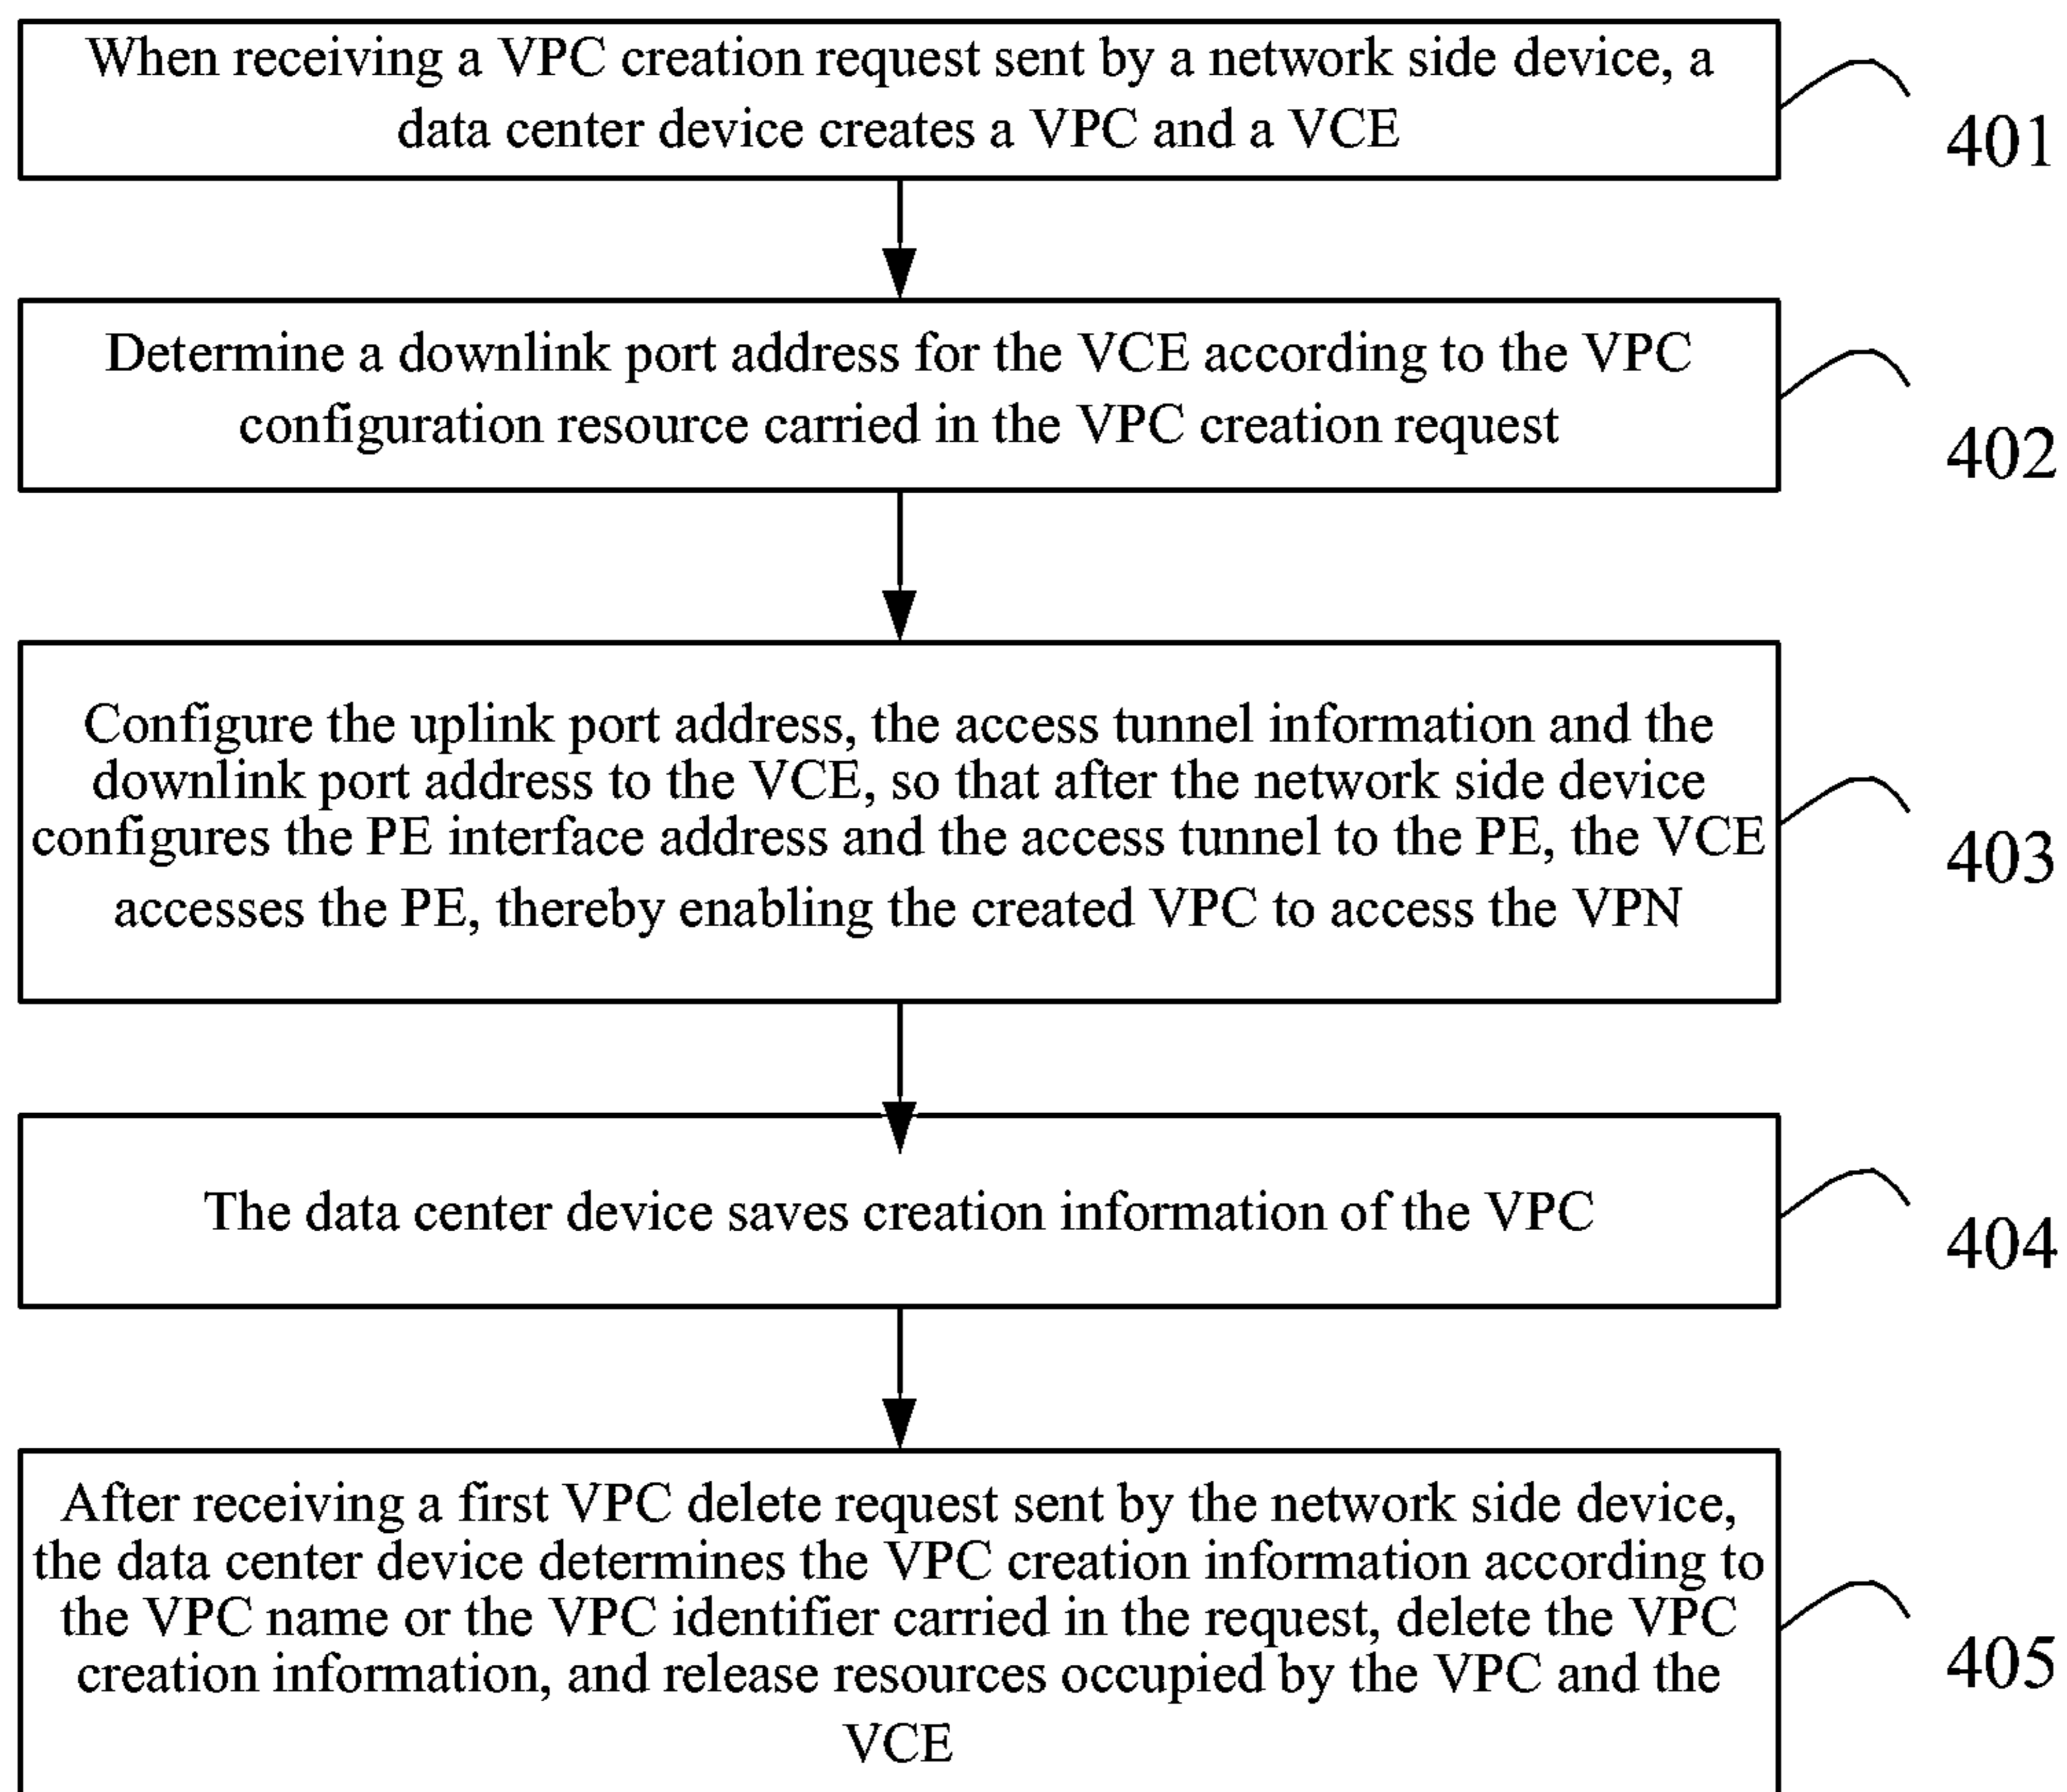 When receiving a VPC creation request sent by a network side device, a
data center device creates a VPC and a VCE
401
Determine a downlink port address for the VCE according to the VPC
configuration resource carried in the VPC creation request
402
Configure the uplink port address, the access tunnel information and the
downlink port address to the VCE, so that after the network side device
configures the PE interface address and the access tunnel to the PE, the VCE
accesses the PE, thereby enabling the created VPC to access the VPN
403
The data center device saves creation information of the VPC
404
After receiving a first VPC delete request sent by the network side device,
the data center device determines the VPC creation information according to
the VPC name or the VPC identifier carried in the request, delete the VPC
creation information, and release resources occupied by the VPC and the
VCE
405